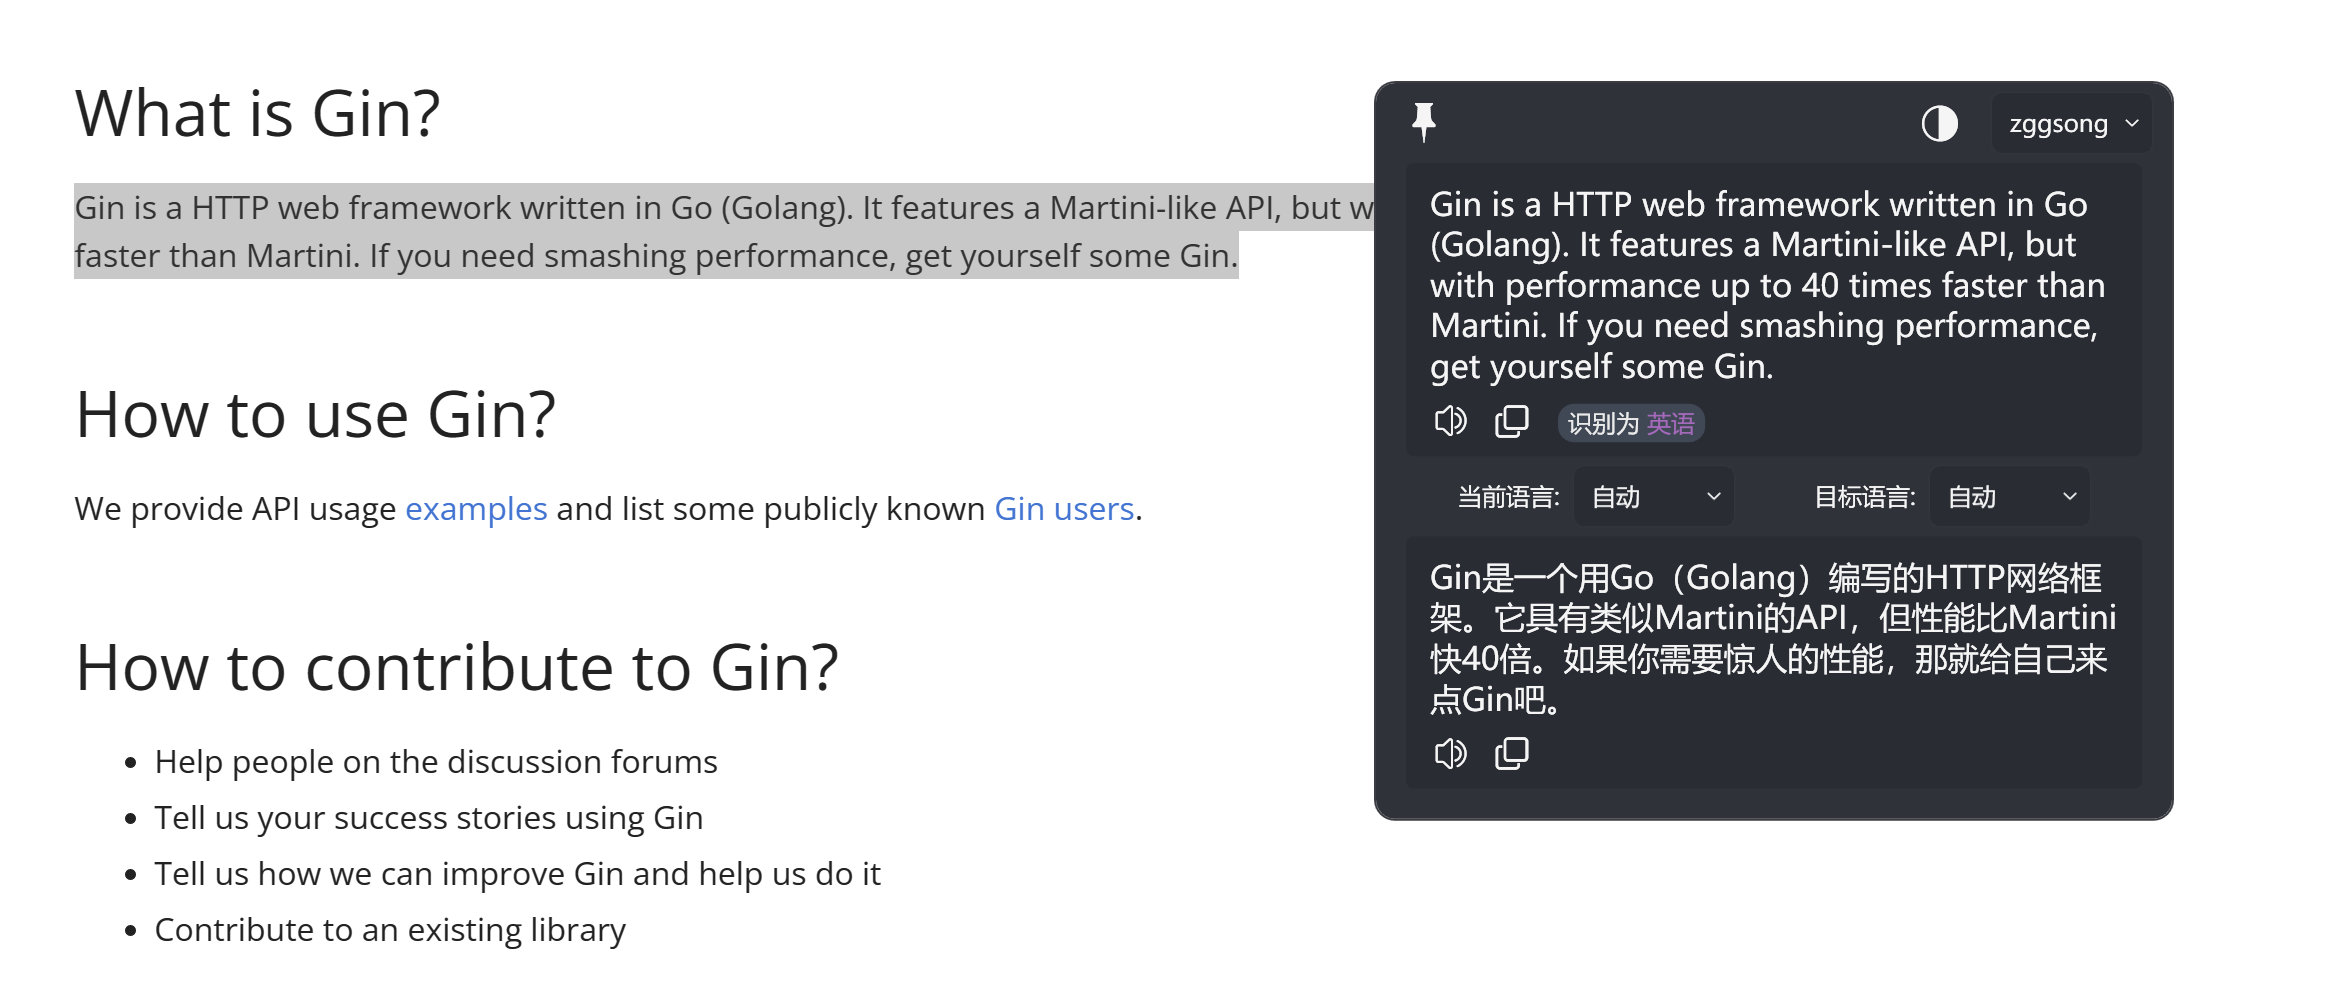 What is Gin?
Gin is a HTTP web framework written in Go (Golang). It features a Martini-like API, but
faster than Martini. If you need smashing performance, get yourself some Gin.
How to use Gin?
We provide API usage examples and list some publicly known Gin users.
How to contribute to Gin?
Help people on the discussion forums
Tell us your success stories using Gin
Tell us how we can improve Gin and help us do it
Contribute to an existing library
zggsong
Gin is a HTTP web framework written in Go
(Golang). It features a Martini-like API, but
with performance up to 40 times faster than
Martini. If you need smashing performance,
get yourself some Gin.
识别为 英语
当前语言: 自动 目标语言: 自动
Gin是一个用Go（Golang）编写的HTTP网络框
架。它具有类似Martini的API，但性能比Martini
快40倍。如果你需要惊人的性能，那就给自己来
点Gin吧。